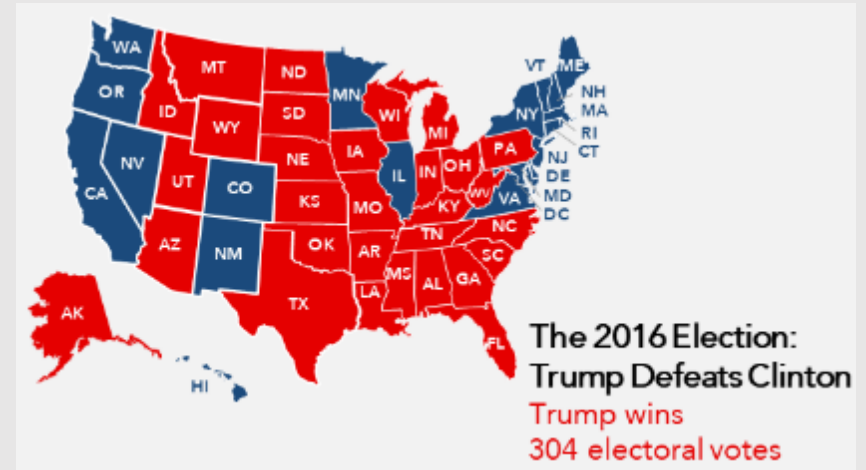 WA
MT
ND
MN
VT
ME
OR
ID
SD
WI
NY
NH
MA
WY
MI
RI
CT
NV
NE
IA
PA
NJ
CA
UT
CO
IL
IN
OH
DE
KS
MO
WV
VA
MD
KY
DC
AZ
NM
OK
AR
TN
NC
SC
TX
LA
MS
AL
GA
AK
FL
HI
The 2016 Election:
Trump Defeats Clinton
Trump wins
304 electoral votes